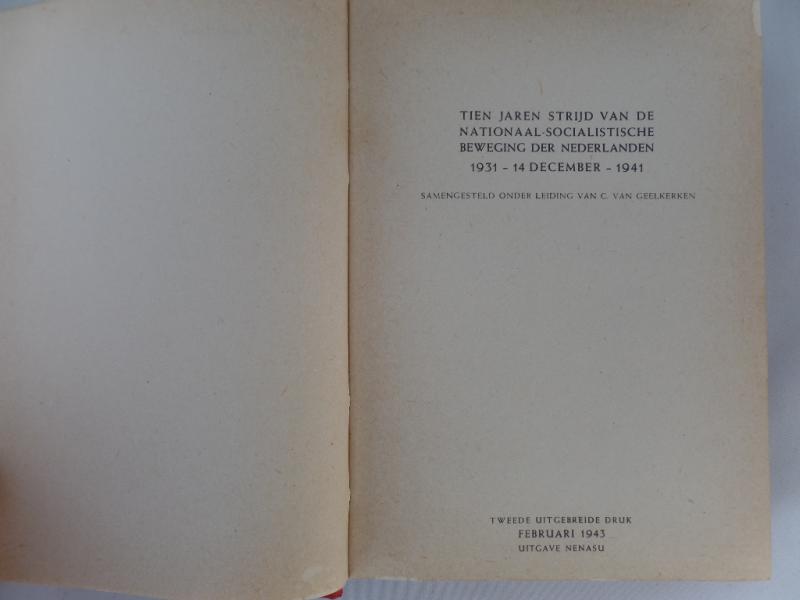 TIEN JAREN STRIJD VAN DE
NATIONAAL-SOCIALISTISCHE
BEWEGING DER NEDERLANDEN
1931 - 14 DECEMBER - 1941
SAMENGESTELD ONDER LEIDING VAN C. VAN GEELKERKEN
TWEEDE UITGEBREIDE DRUK
FEBRUARI 1943
UITGAVE NENASU